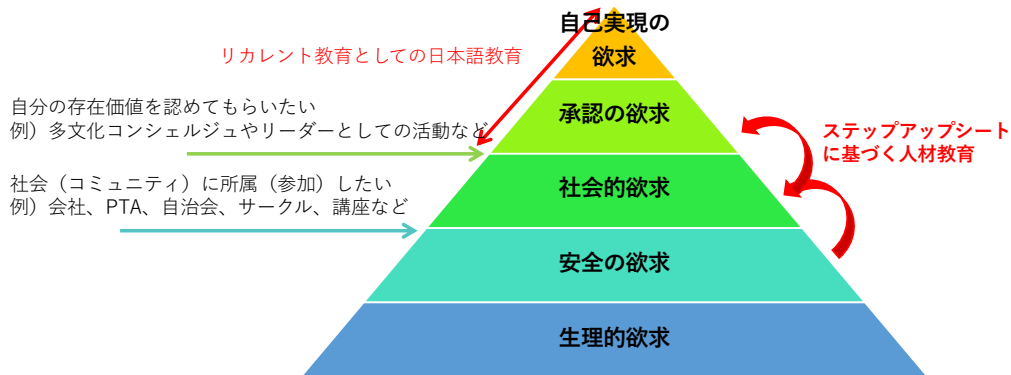 自己実現の
欲求
リカレント教育としての日本語教育
自分の存在価値を認めてもらいたい
例）多文化コンシェルジュやリーダーとしての活動など
承認の欲求
ステップアップシート
に基づく人材教育
社会（コミュニティ）に所属（参加）したい
例）会社、PTA、自治会、サークル、講座など
社会的欲求
安全の欲求
生理的欲求